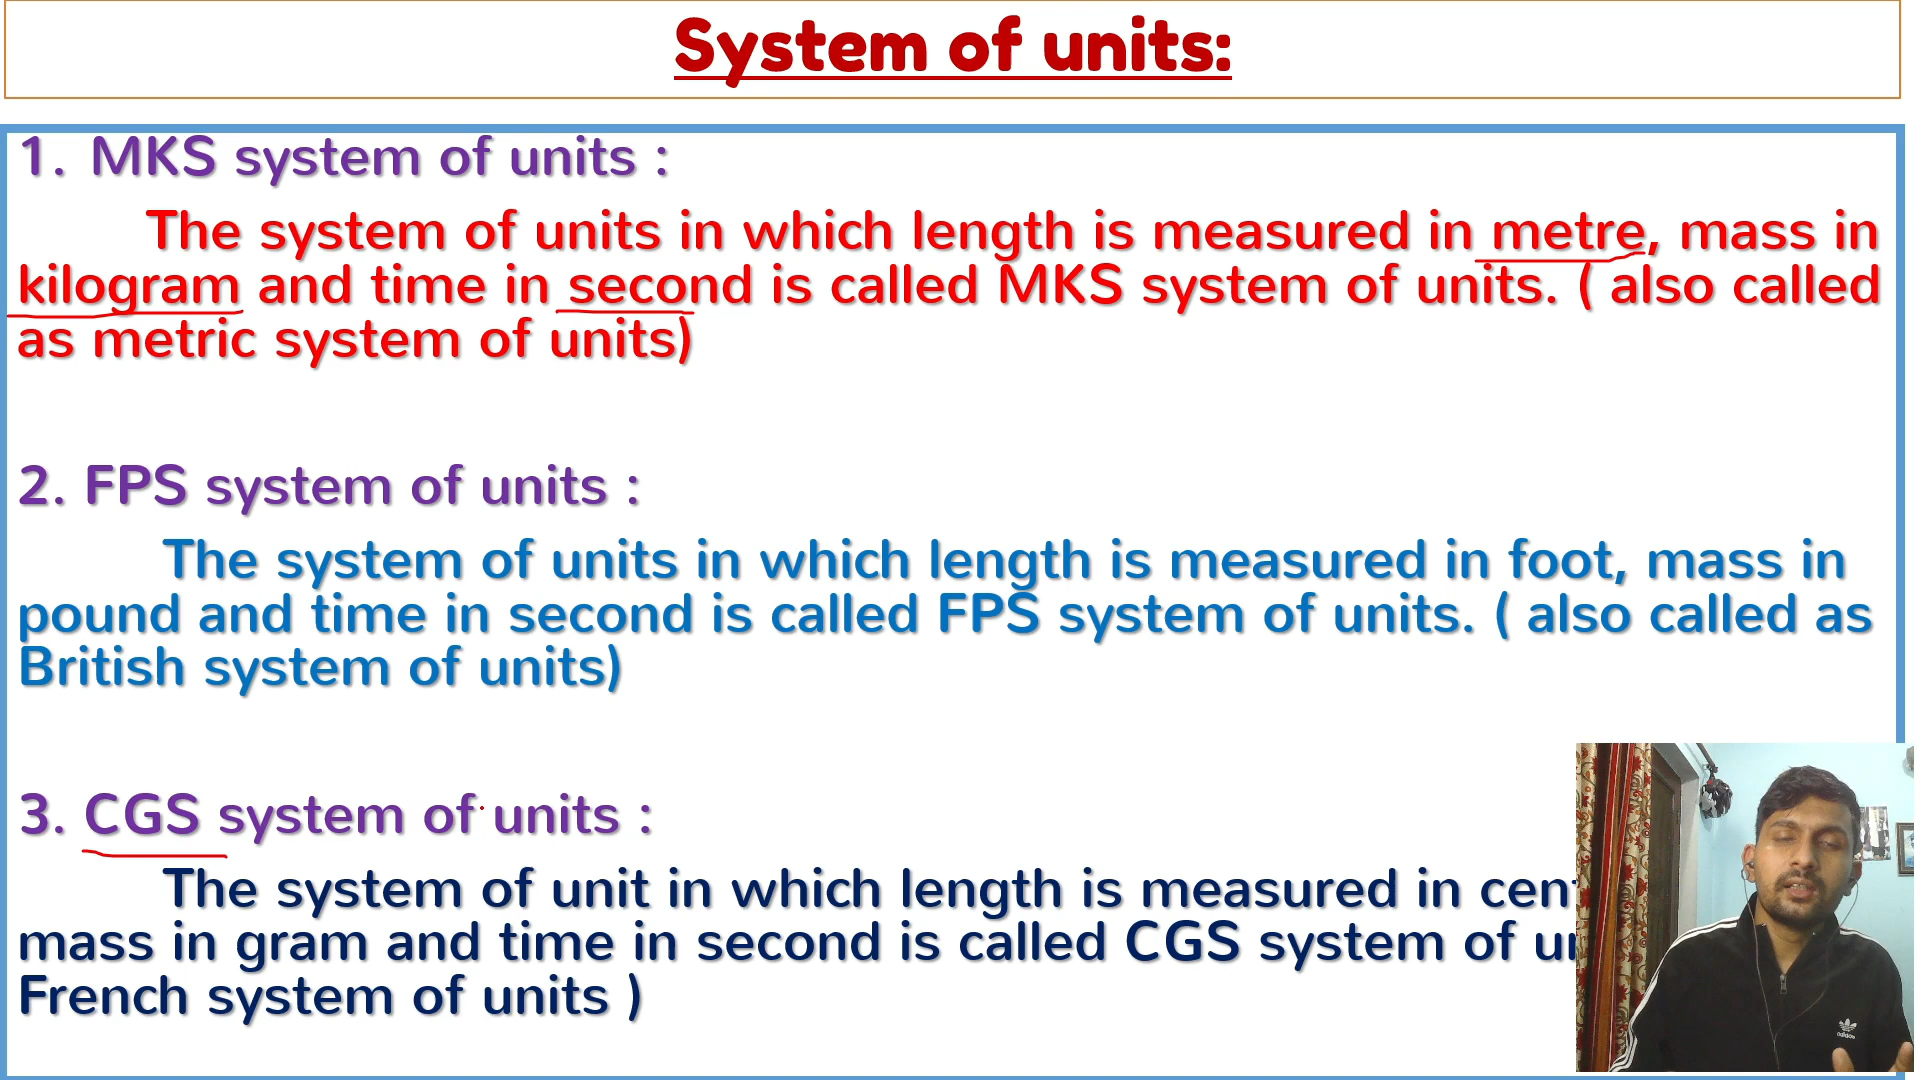 System of units:
1. MKS system of units :
The system of units in which length is measured in metre, mass in
kilogram and time in second is called MKS system of units. ( also called
as metric system of units)
2. FPS system of units :
The system of units in which length is measured in foot, mass in
pound and time in second is called FPS system of units. ( also called as
British system of units)
3. CGS system of units :
The system of unit in which length is measured in
mass in gram and time in second is called CGS system of
French system of units )
adidas